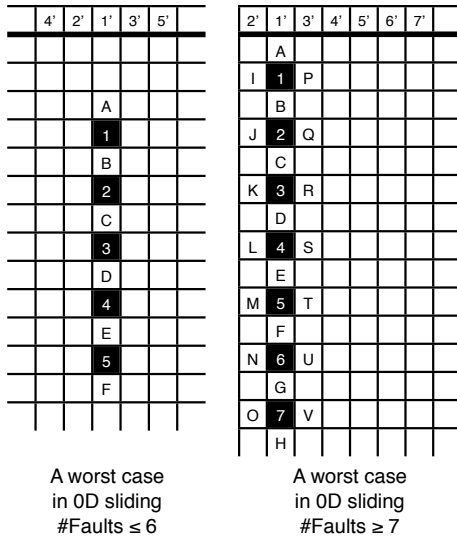 4' 2' 1' 3' 5'
A
1
B
2
C
3
D
4
E
5
F
A worst case
in 0D sliding
#Faults ≤ 6
2' 1' 3' 4' 5' 6' 7'
A
I 1 P
B
J 2 Q
C
K 3 R
D
L 4 S
E
M 5 T
F
N 6 U
G
O 7 V
H
A worst case
in 0D sliding
#Faults ≥ 7